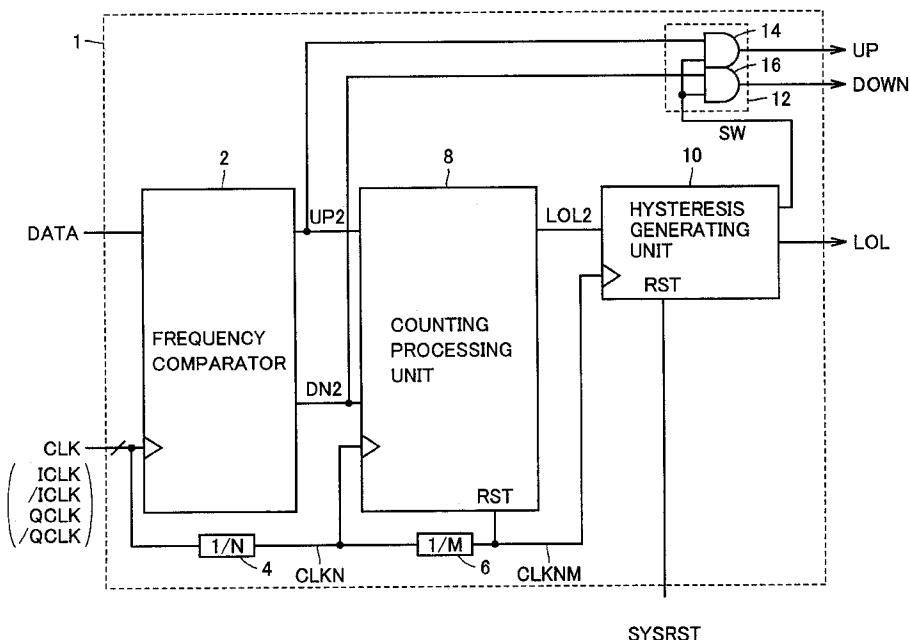 1
14
UP
16
DOWN
12
SW
2
8
10
UP2
LOL2
HYSTERESIS
GENERATING
UNIT
DATA
LOL
RST
FREQUENCY
COMPARATOR
COUNTING
PROCESSING
UNIT
DN2
CLK
ICLK
/ICLK
QCLK
/QCLK
RST
1/N
1/M
4
CLKN
6
CLKNM
SYSRST